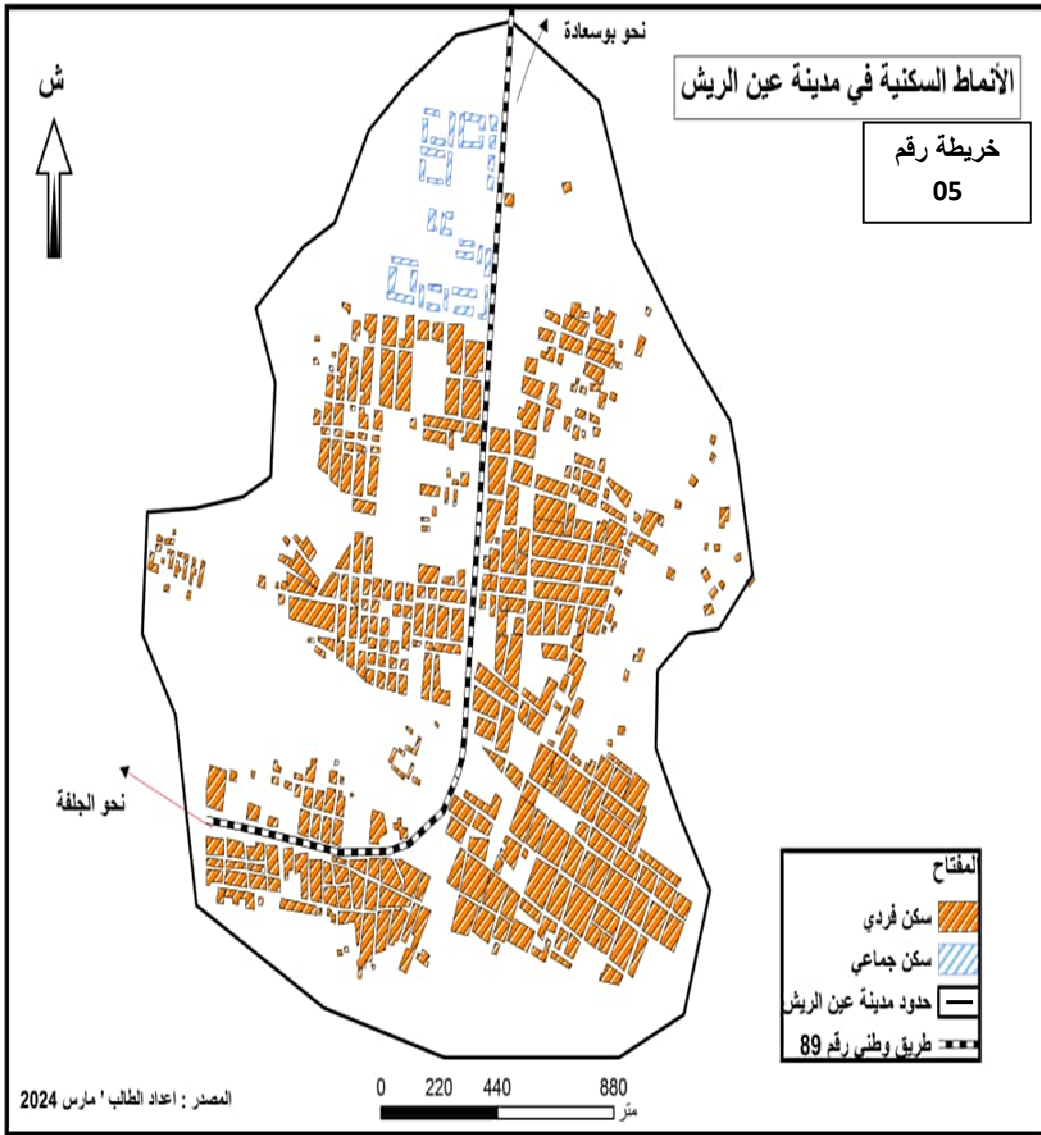 نحو بوسعادة
الأنماط السكنية في مدينة عين الريش
خريطة رقم
05
ش
نحو الجلفة
المفتاح
سكن فردي
سكن جماعي
حدود مدينة عين الريش
طريق وطني رقم 89
0 220 440 880
متر
المصدر : اعداد الطالب ' مارس 2024